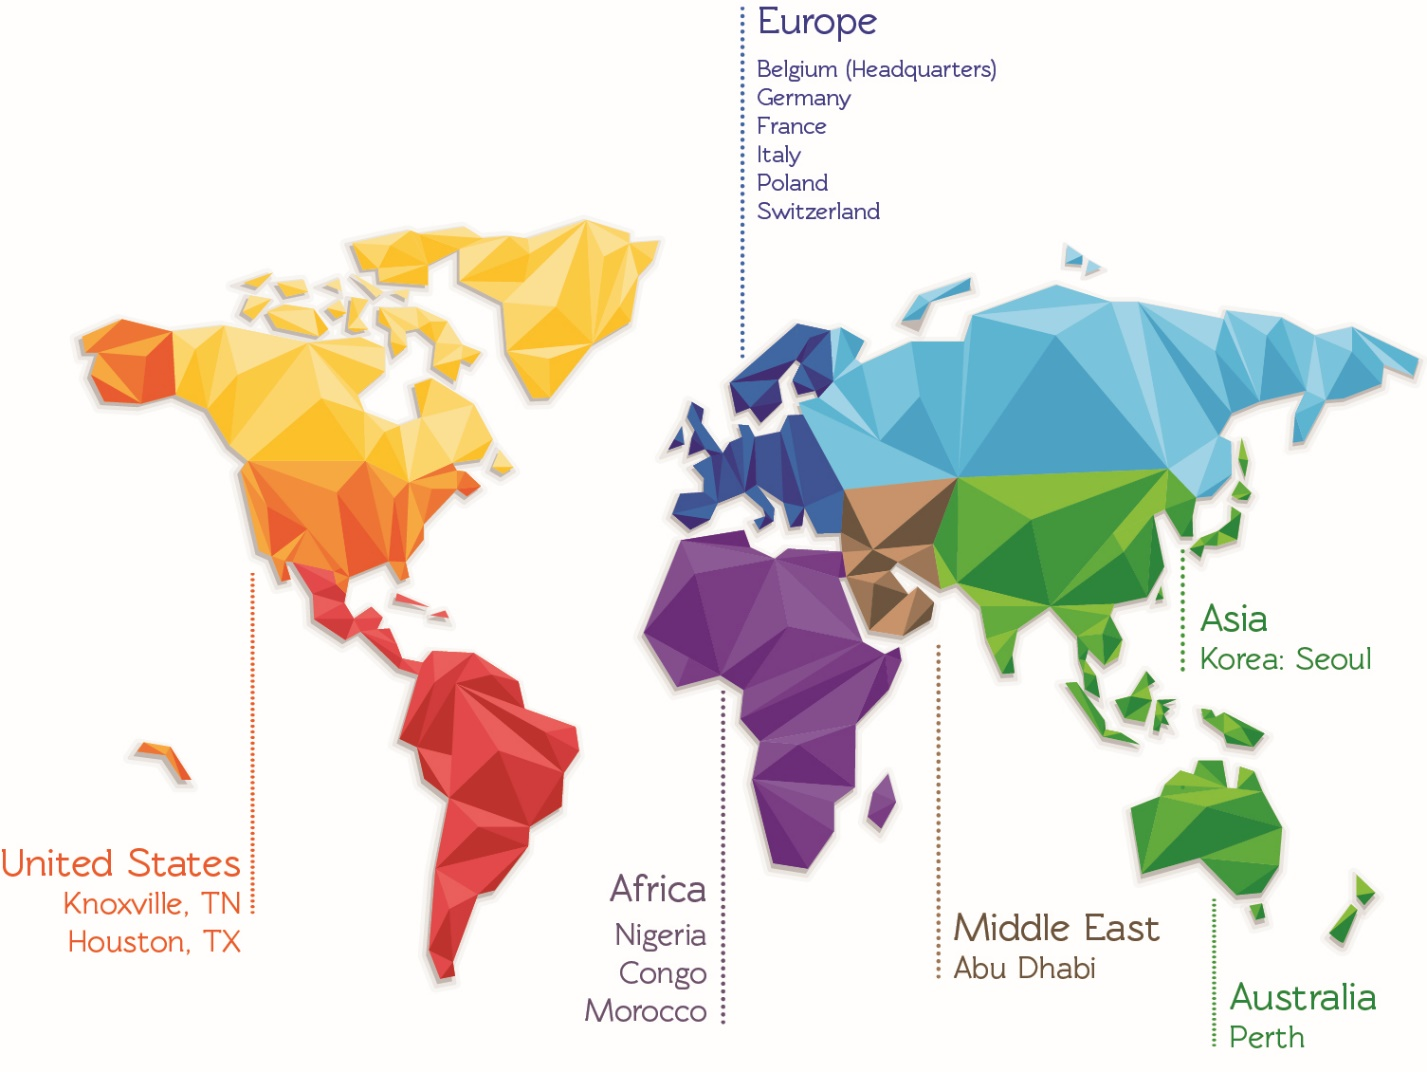 Europe
Belgium (Headquarters)
Germany
France
Italy
Poland
Switzerland
Asia
Korea: Seoul
United States
Knoxville, TN
Houston, TX
Africa
Nigeria
Congo
Morocco
Middle East
Abu Dhabi
Australia
Perth